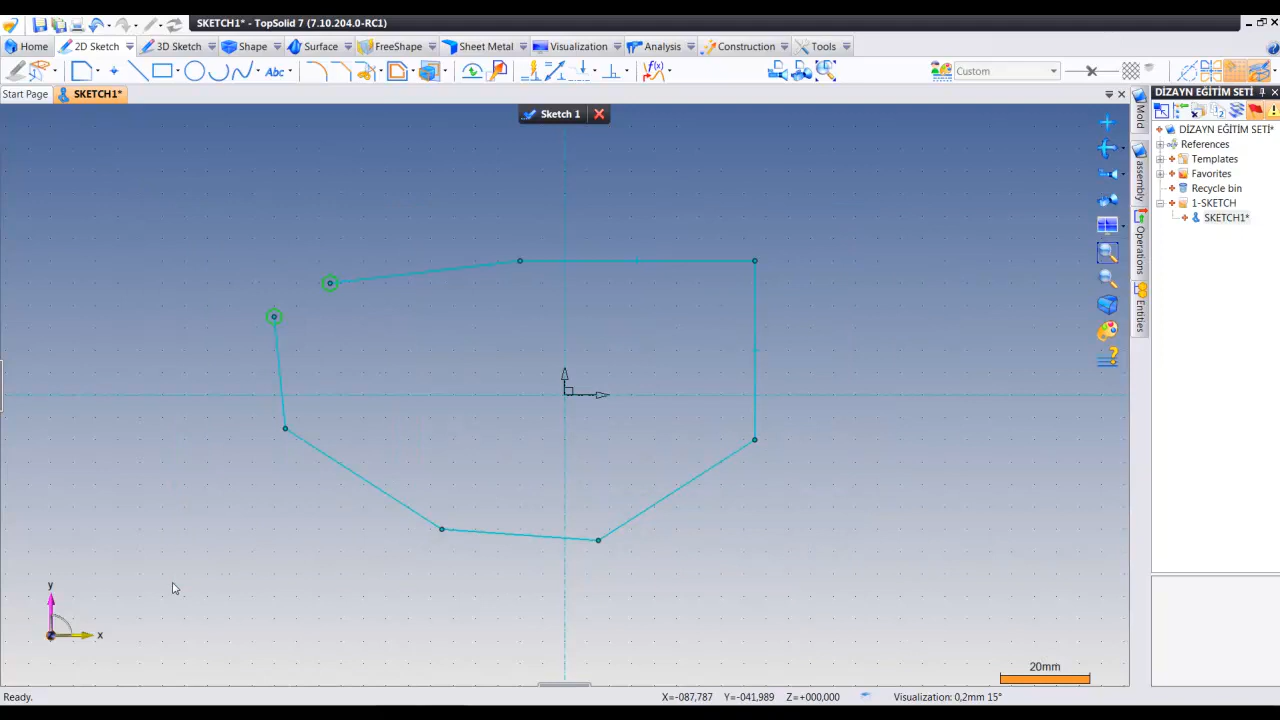 SKETCH1* - TopSolid 7 (7.10.204.0-RC1)
Home 2D Sketch 3D Sketch Shape Surface FreeShape Sheet Metal Visualization Analysis Construction Tools
Abc f(x) Custom
Start Page SKETCH1*
DİZAYN EĞİTİM SETİ
Sketch 1
Mold
assembly
Operations
Entities
DİZAYN EĞİTİM SETİ*
References
Templates
Favorites
Recycle bin
1-SKETCH
SKETCH1*
y
x
20mm
Ready. X=-087,787 Y=-041,989 Z=+000,000 Visualization: 0,2mm 15°